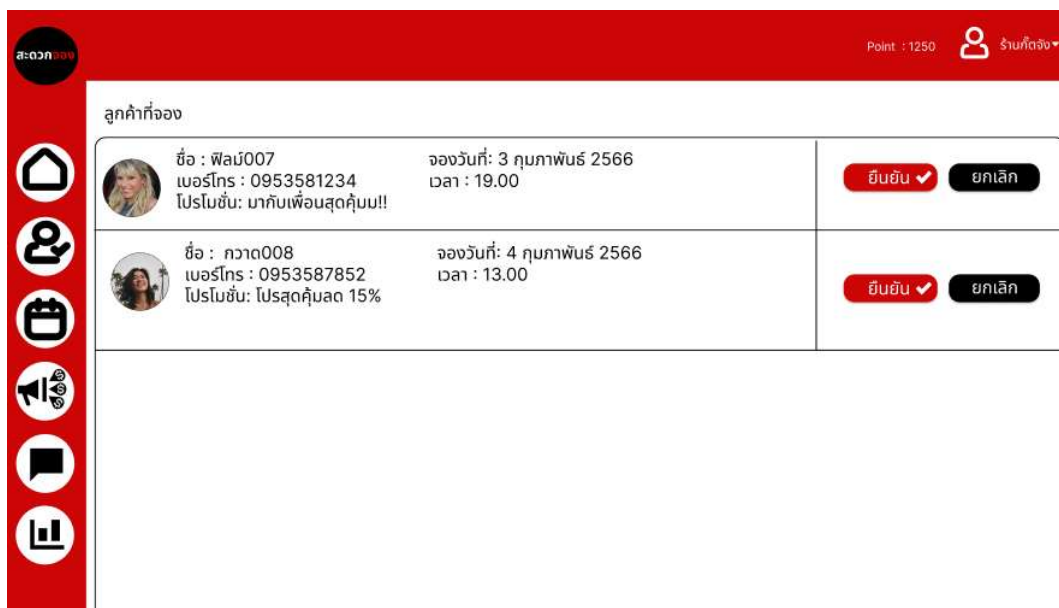 สะดวกจอง
Point : 1250
ร้านกั๊ตจัง
ลูกค้าที่จอง
ชื่อ : ฟิลม์007
เบอร์โทร : 0953581234
โปรโมชั่น: มากับเพื่อนสุดคุ้มม!!
จองวันที่: 3 กุมภาพันธ์ 2566
เวลา : 19.00
ยืนยัน
ยกเลิก
ชื่อ : กวาด008
เบอร์โทร : 0953587852
โปรโมชั่น: โปรสุดคุ้มลด 15%
จองวันที่: 4 กุมภาพันธ์ 2566
เวลา : 13.00
ยืนยัน
ยกเลิก